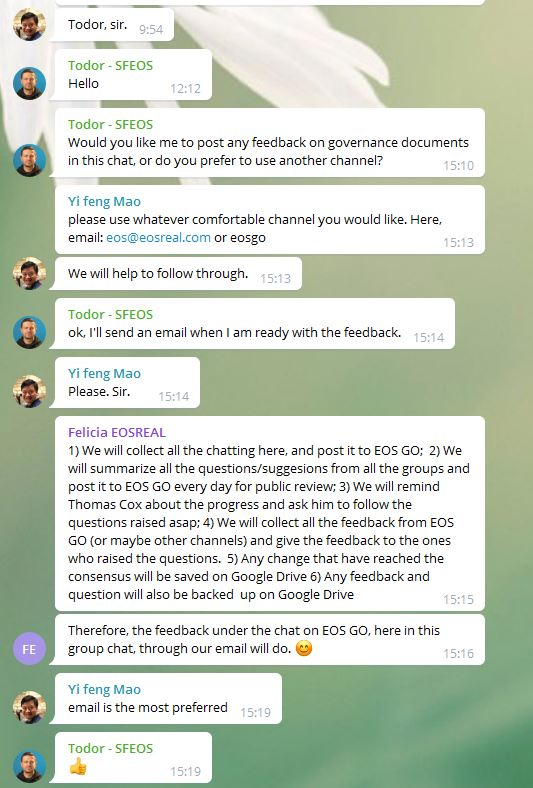 Todor, sir. 9:54
Todor - SFEOS
Hello
12:12
Todor - SFEOS
Would you like me to post any feedback on governance documents
in this chat, or do you prefer to use another channel?
15:10
Yi feng Mao
please use whatever comfortable channel you would like. Here,
email: eos@eosreal.com or eosgo
15:13
We will help to follow through. 15:13
Todor - SFEOS
ok, I'll send an email when I am ready with the feedback. 15:14
Yi feng Mao
Please. Sir. 15:14
Felicia EOSREAL
1) We will collect all the chatting here, and post it to EOS GO; 2) We
will summarize all the questions/suggesions from all the groups and
post it to EOS GO every day for public review; 3) We will remind
Thomas Cox about the progress and ask him to follow the
questions raised asap; 4) We will collect all the feedback from EOS
GO (or maybe other channels) and give the feedback to the ones
who raised the questions. 5) Any change that have reached the
consensus will be saved on Google Drive 6) Any feedback and
question will also be backed up on Google Drive
15:15
Therefore, the feedback under the chat on EOS GO, here in this
group chat, through our email will do. 😊
15:16
FE
Yi feng Mao
email is the most preferred 15:19
Todor - SFEOS
👍
15:19